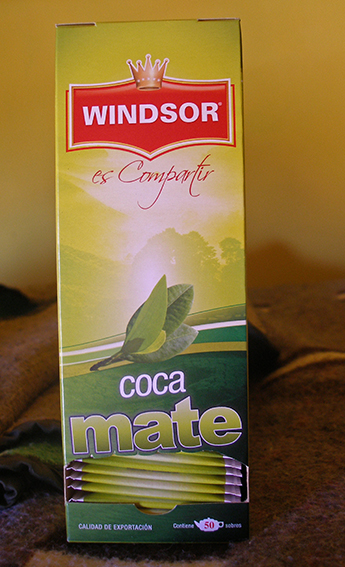 WINDSOR®
es Compartir
coca
mate
CALIDAD DE EXPORTACIÓN
Contiene 50 sobres